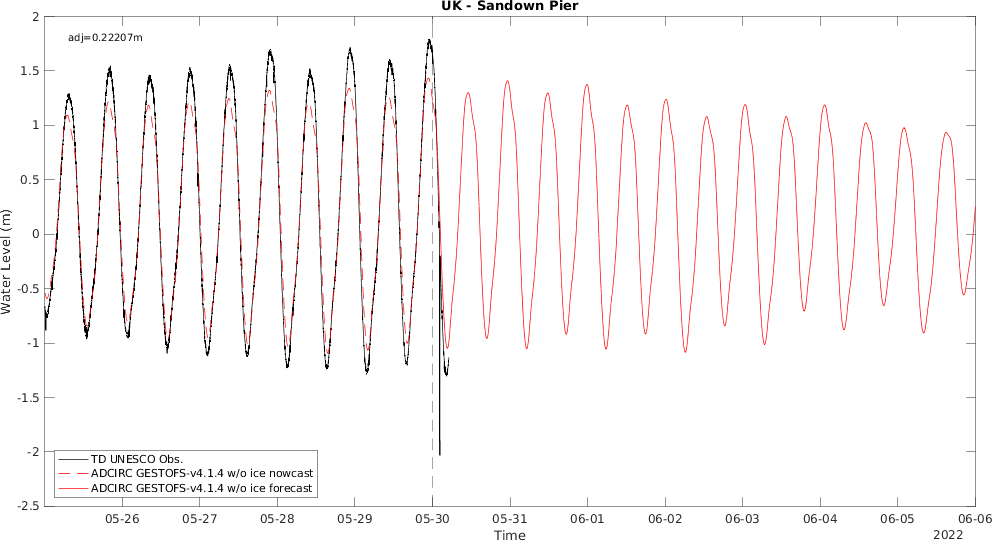 UK - Sandown Pier
adj=0.22207m
2
1.5
1
0.5
0
-0.5
-1
-1.5
-2
-2.5
Water Level (m)
TD UNESCO Obs.
ADCIRC GESTOFS-v4.1.4 w/o ice nowcast
ADCIRC GESTOFS-v4.1.4 w/o ice forecast
05-26 05-27 05-28 05-29 05-30 05-31 06-01 06-02 06-03 06-04 06-05 06-06
Time
2022